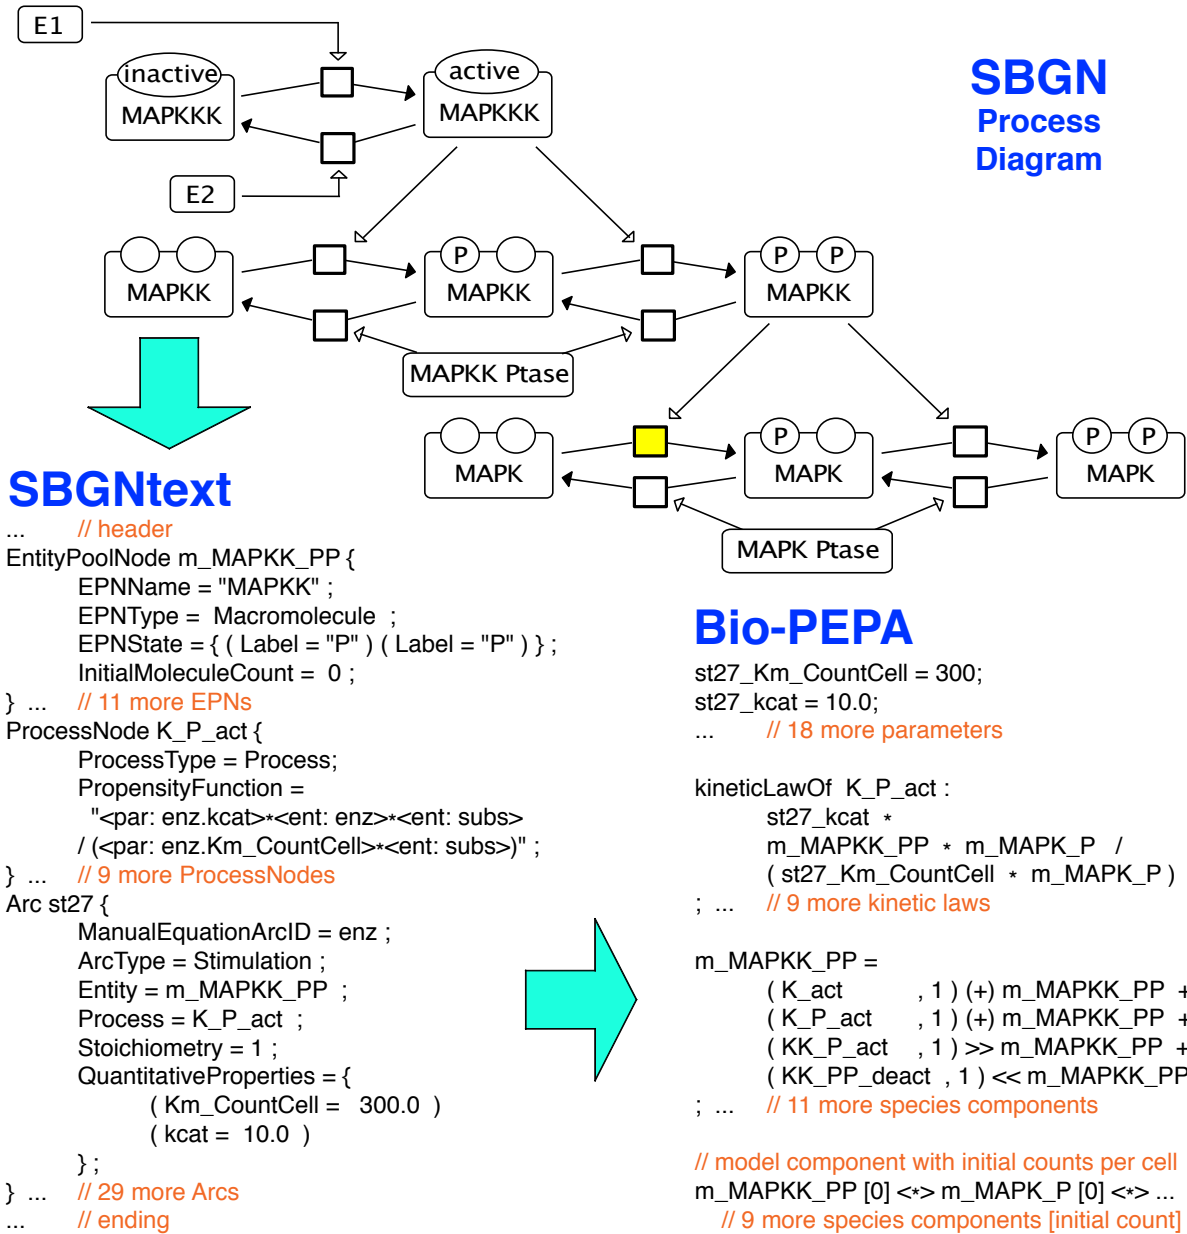 E1
inactive
MAPKKK
active
MAPKKK
SBGN
Process
Diagram
E2
MAPKK
P
MAPKK
P P
MAPKK
MAPKK Ptase
MAPK
P
MAPK
P P
MAPK
MAPK Ptase
SBGNtext
... // header
EntityPoolNode m_MAPKK_PP {
EPNName = "MAPKK" ;
EPNType = Macromolecule ;
EPNState = { ( Label = "P" ) ( Label = "P" ) } ;
InitialMoleculeCount = 0 ;
} ... // 11 more EPNs
ProcessNode K_P_act {
ProcessType = Process;
PropensityFunction =
"<par: enz.kcat>*<ent: enz>*<ent: subs>
/ (<par: enz.Km_CountCell>*<ent: subs>)" ;
} ... // 9 more ProcessNodes
Arc st27 {
ManualEquationArcID = enz ;
ArcType = Stimulation ;
Entity = m_MAPKK_PP ;
Process = K_P_act ;
Stoichiometry = 1 ;
QuantitativeProperties = {
( Km_CountCell = 300.0 )
( kcat = 10.0 )
} ;
} ... // 29 more Arcs
... // ending
Bio-PEPA
st27_Km_CountCell = 300;
st27_kcat = 10.0;
... // 18 more parameters
kineticLawOf K_P_act :
st27_kcat *
m_MAPKK_PP * m_MAPK_P /
( st27_Km_CountCell * m_MAPK_P )
; ... // 9 more kinetic laws
m_MAPKK_PP =
( K_act , 1 ) (+) m_MAPKK_PP +
( K_P_act , 1 ) (+) m_MAPKK_PP +
( KK_P_act , 1 ) >> m_MAPKK_PP +
( KK_PP_deact , 1 ) << m_MAPKK_PP
; ... // 11 more species components
// model component with initial counts per cell
m_MAPKK_PP [0] <*> m_MAPK_P [0] <*> ...
// 9 more species components [initial count]